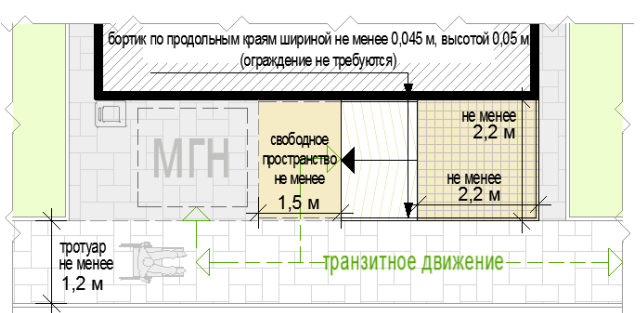 бортик по продольным краям шириной не менее 0,045 м, высотой 0,05 м
(ограждение не требуются)
МГН
свободное
пространство
не менее
1,5 м
не менее
2,2 м
не менее
2,2 м
тротуар
не менее
1,2 м
транзитное движение